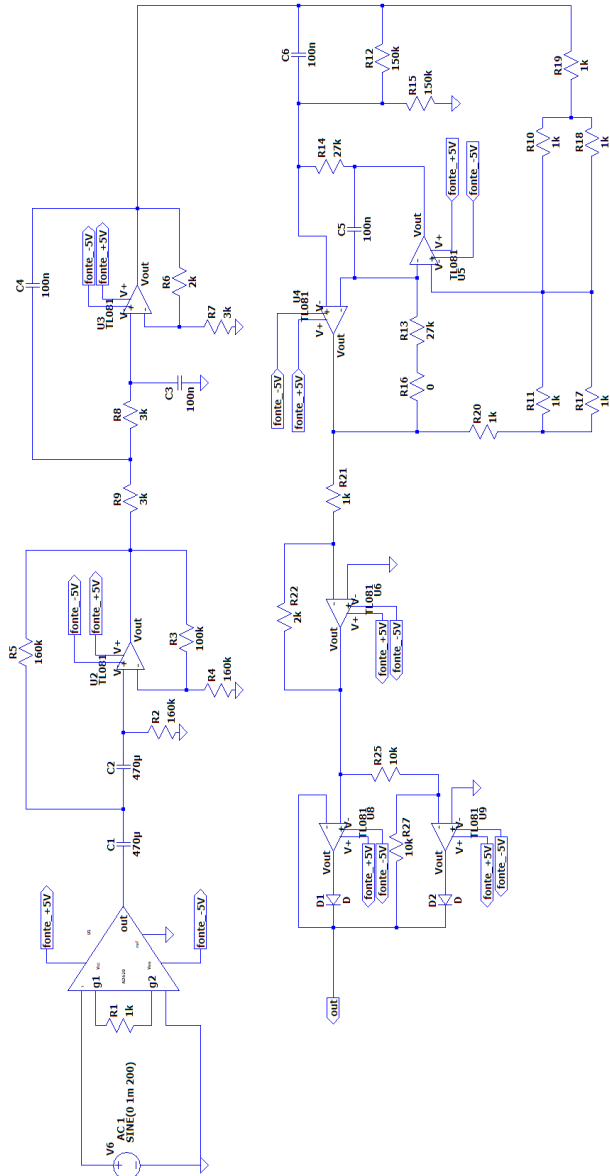 C6
100n
R12
150k
R15
150k
R19
1k
R10
1k
R18
1k
R14
27k
C5
100n
fonte_+5V
fonte_-5V
Vout
V+
V-
TL081
U5
U4
TL081
V-
V+
Vout
fonte_-5V
fonte_+5V
R13
27k
R16
0
R11
1k
R17
1k
R20
1k
R21
1k
R22
2k
TL081
U6
V-
V+
Vout
fonte_+5V
fonte_-5V
R25
10k
TL081
U8
V-
V+
Vout
fonte_+5V
fonte_-5V
R27
10k
TL081
U9
V-
V+
Vout
fonte_+5V
fonte_-5V
D1
D
D2
D
out
C4
100n
fonte_-5V
fonte_+5V
Vout
V+
V-
U3
TL081
R6
2k
R7
3k
C3
100n
R8
3k
R9
3k
R5
160k
fonte_-5V
fonte_+5V
Vout
V+
V-
U2
TL081
R3
100k
R4
160k
R2
160k
C2
470µ
C1
470µ
fonte_+5V
fonte_-5V
out
g1
g2
R1
1k
V6
AC 1
SINE(0 1m 200)